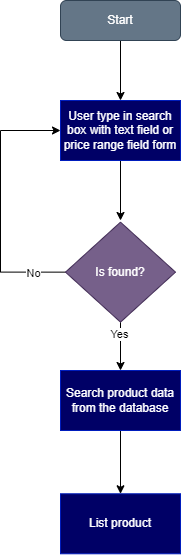 Start
User type in search
box with text field or
price range field form
Is found?
No
Yes
Search product data
from the database
List product